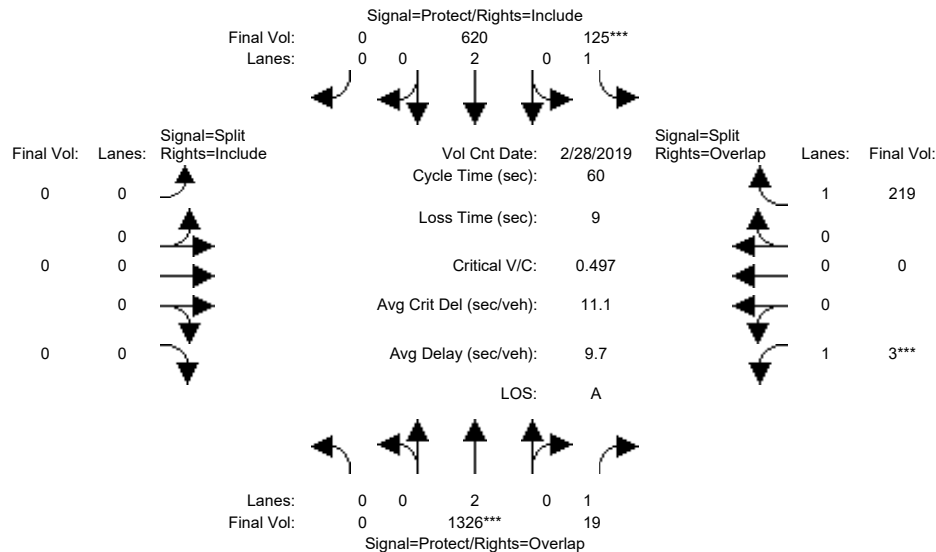 Signal=Protect/Rights=Include
Final Vol: 0 620 125***
Lanes: 0 0 2 0 1
Signal=Split Signal=Split
Final Vol: Lanes: Rights=Include Vol Cnt Date: 2/28/2019 Rights=Overlap Lanes: Final Vol:
Cycle Time (sec): 60
0 0 1 219
Loss Time (sec): 9
0 0
0 0 Critical V/C: 0.497 0 0
0 Avg Crit Del (sec/veh): 11.1 0
0 0 Avg Delay (sec/veh): 9.7 1 3***
LOS: A
Lanes: 0 0 2 0 1
Final Vol: 0 1326*** 19
Signal=Protect/Rights=Overlap